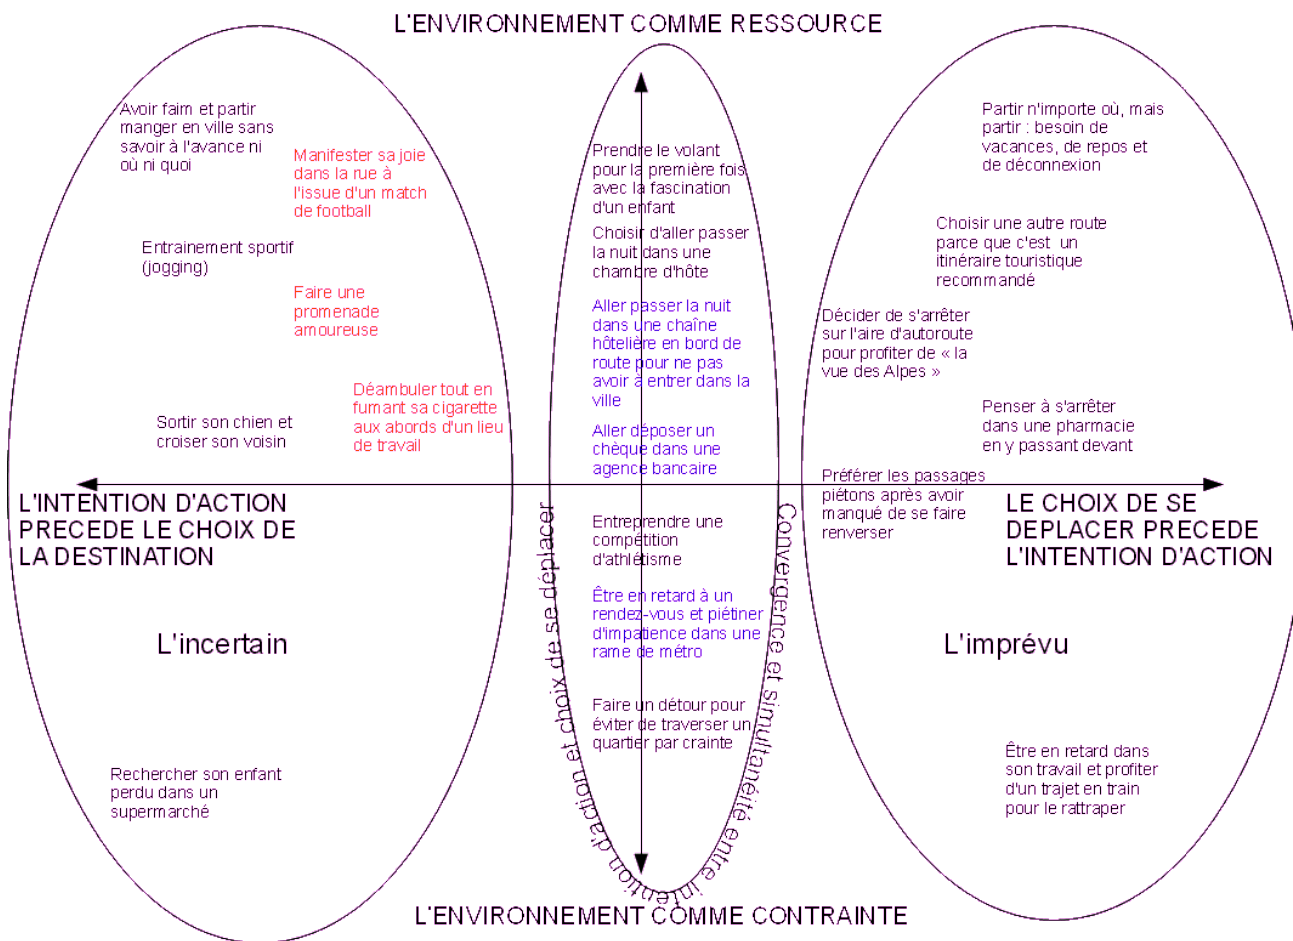 L'ENVIRONNEMENT COMME RESSOURCE
Avoir faim et partir
manger en ville sans
savoir à l'avance ni
où ni quoi
Manifester sa joie
dans la rue à
l'issue d'un match
de football
Entrainement sportif
(jogging)
Faire une
promenade
amoureuse
Déambuler tout en
fumant sa cigarette
aux abords d'un lieu
de travail
Sortir son chien et
croiser son voisin
L'INTENTION D'ACTION
PRECEDE LE CHOIX DE
LA DESTINATION
L'incertain
Rechercher son enfant
perdu dans un
supermarché
Prendre le volant
pour la première fois
avec la fascination
d'un enfant
Choisir d'aller passer
la nuit dans une
chambre d'hôte
Aller passer la nuit
dans une chaîne
hôtelière en bord de
route pour ne pas
avoir à entrer dans la
ville
Aller déposer un
chèque dans une
agence bancaire
Entreprendre une
compétition
d'athlétisme
Être en retard à un
rendez-vous et piétiner
d'impatience dans une
rame de métro
Faire un détour pour
éviter de traverser un
quartier par crainte
Convergence et simultanéité entre intention d'action et choix de se déplacer
Partir n'importe où, mais
partir : besoin de
vacances, de repos et
de déconnexion
Choisir une autre route
parce que c'est un
itinéraire touristique
recommandé
Décider de s'arrêter
sur l'aire d'autoroute
pour profiter de « la
vue des Alpes »
Penser à s'arrêter
dans une pharmacie
en y passant devant
Préférer les passages
piétons après avoir
manqué de se faire
renverser
LE CHOIX DE SE
DEPLACER PRECEDE
L'INTENTION D'ACTION
L'imprévu
Être en retard dans
son travail et profiter
d'un trajet en train
pour le rattraper
L'ENVIRONNEMENT COMME CONTRAINTE